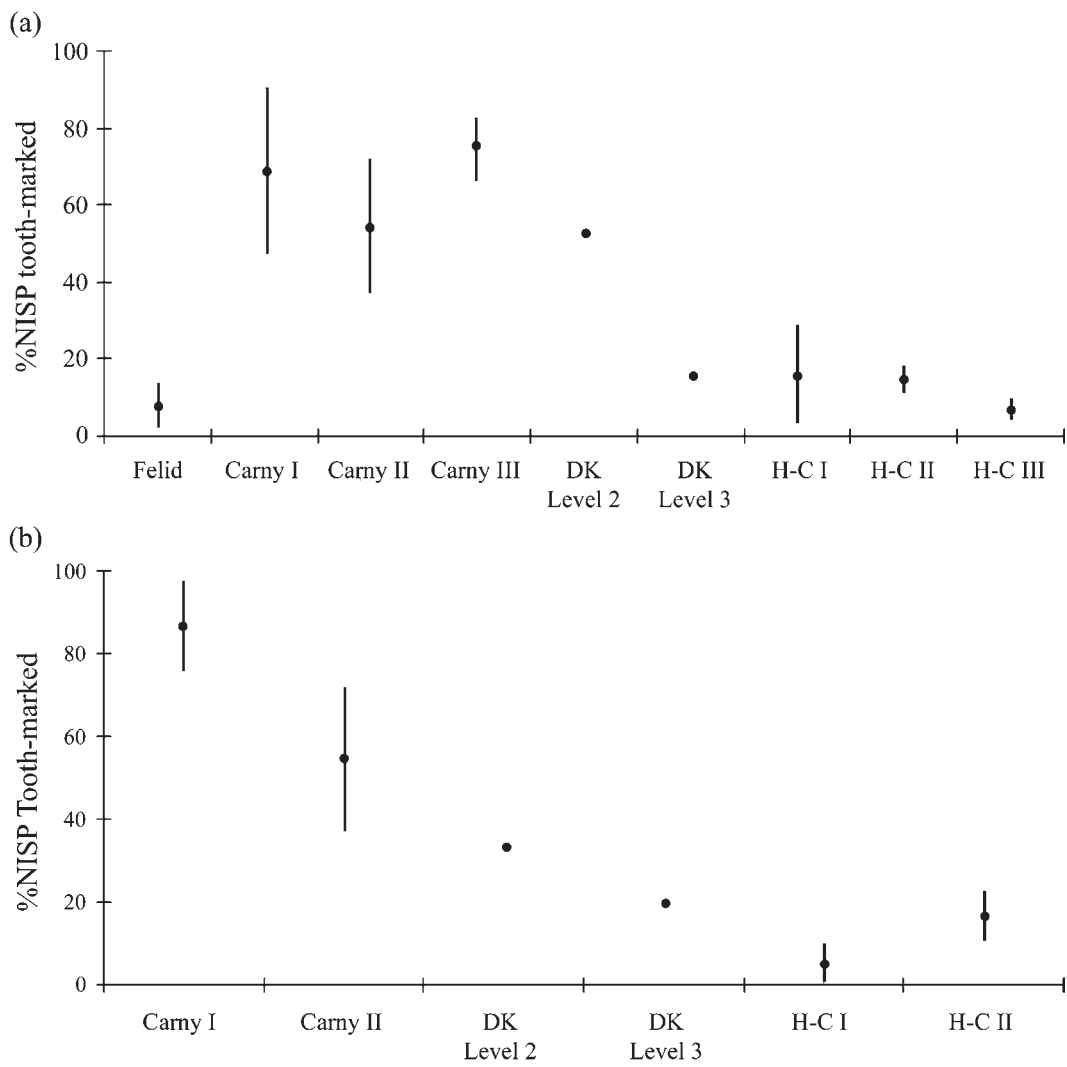 (a)
%NISP tooth-marked
100
80
60
40
20
0
Felid Carny I Carny II Carny III DK Level 2 DK Level 3 H-C I H-C II H-C III
(b)
%NISP Tooth-marked
100
80
60
40
20
0
Carny I Carny II DK Level 2 DK Level 3 H-C I H-C II